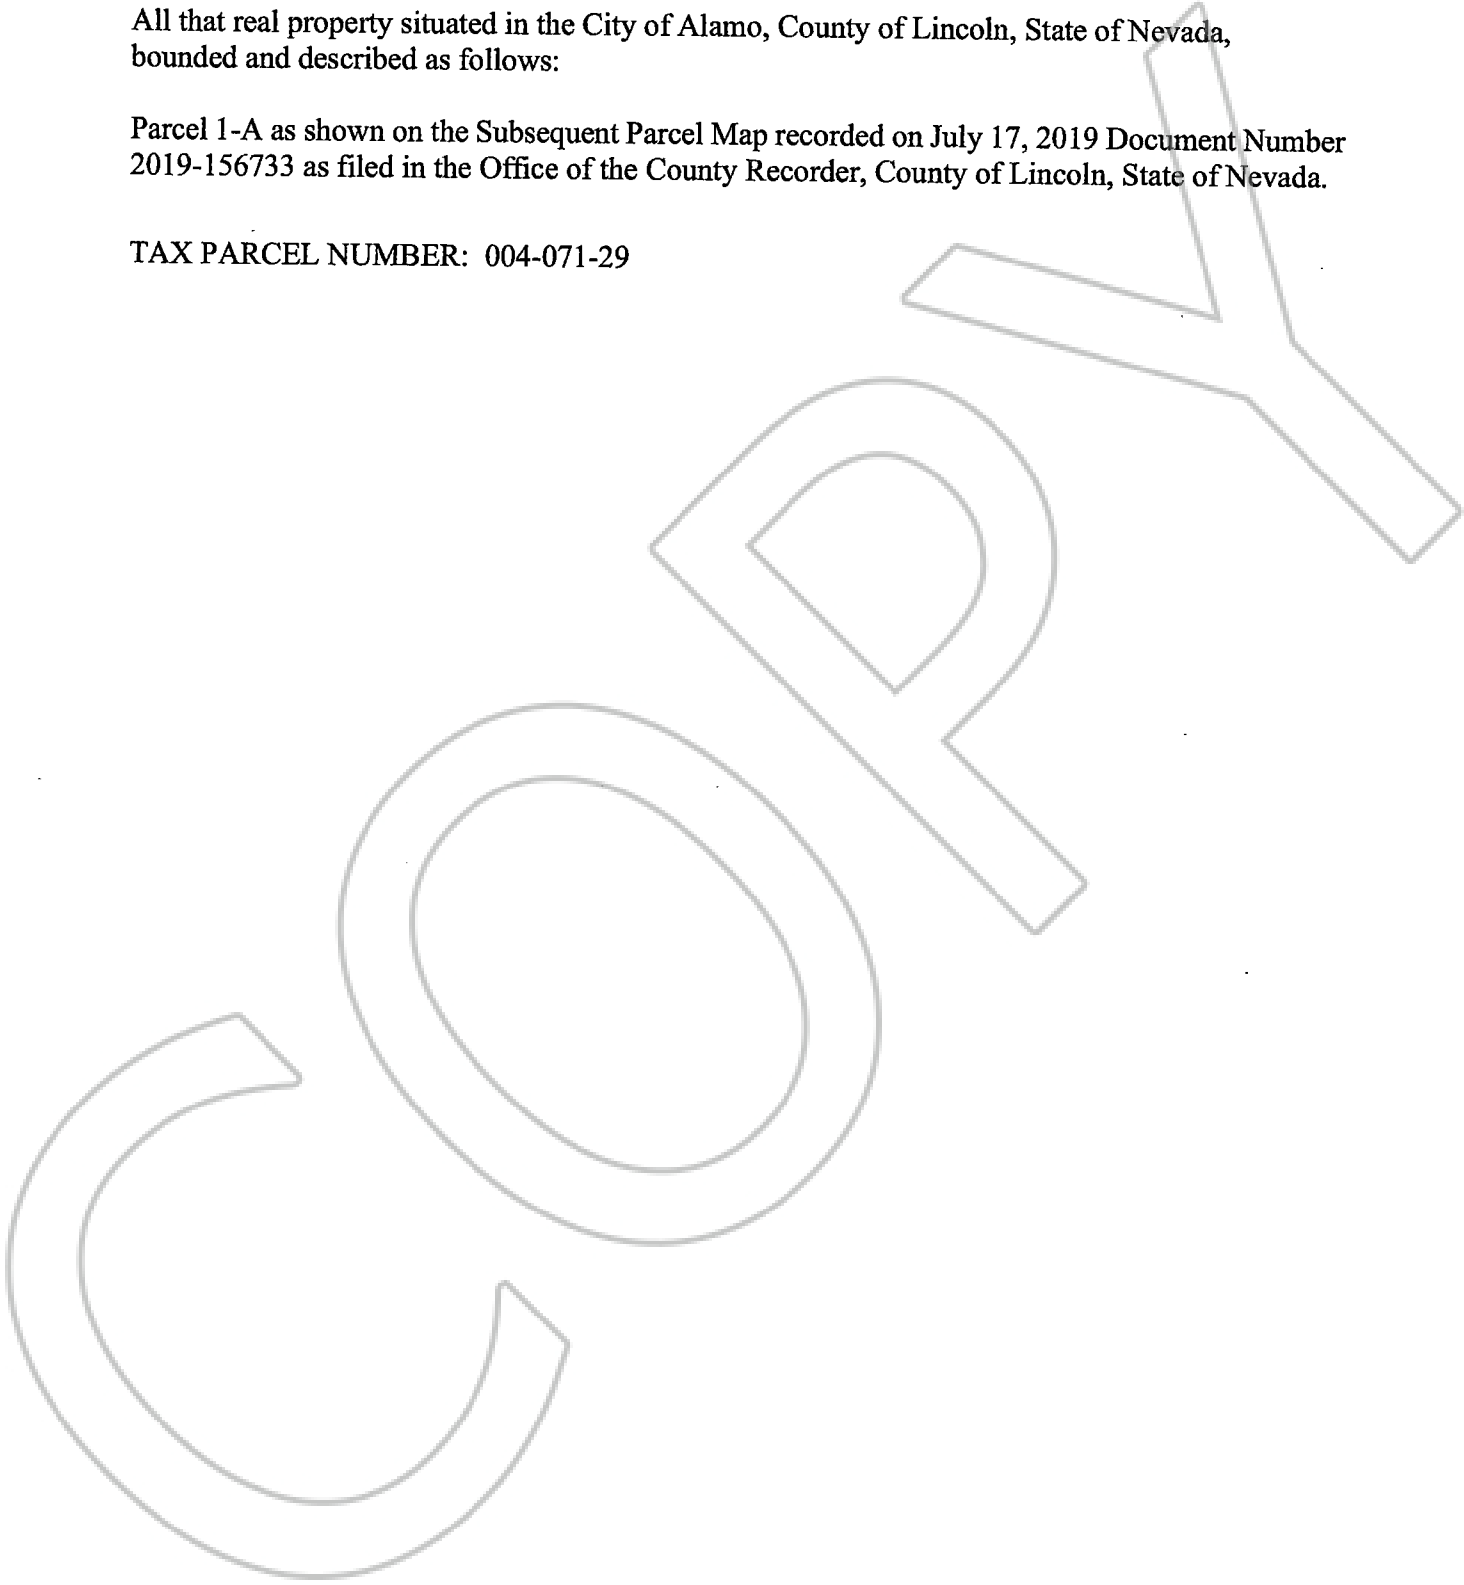 All that real property situated in the City of Alamo, County of Lincoln, State of Nevada,
bounded and described as follows:
Parcel 1-A as shown on the Subsequent Parcel Map recorded on July 17, 2019 Document Number
2019-156733 as filed in the Office of the County Recorder, County of Lincoln, State of Nevada.
TAX PARCEL NUMBER: 004-071-29
COPY